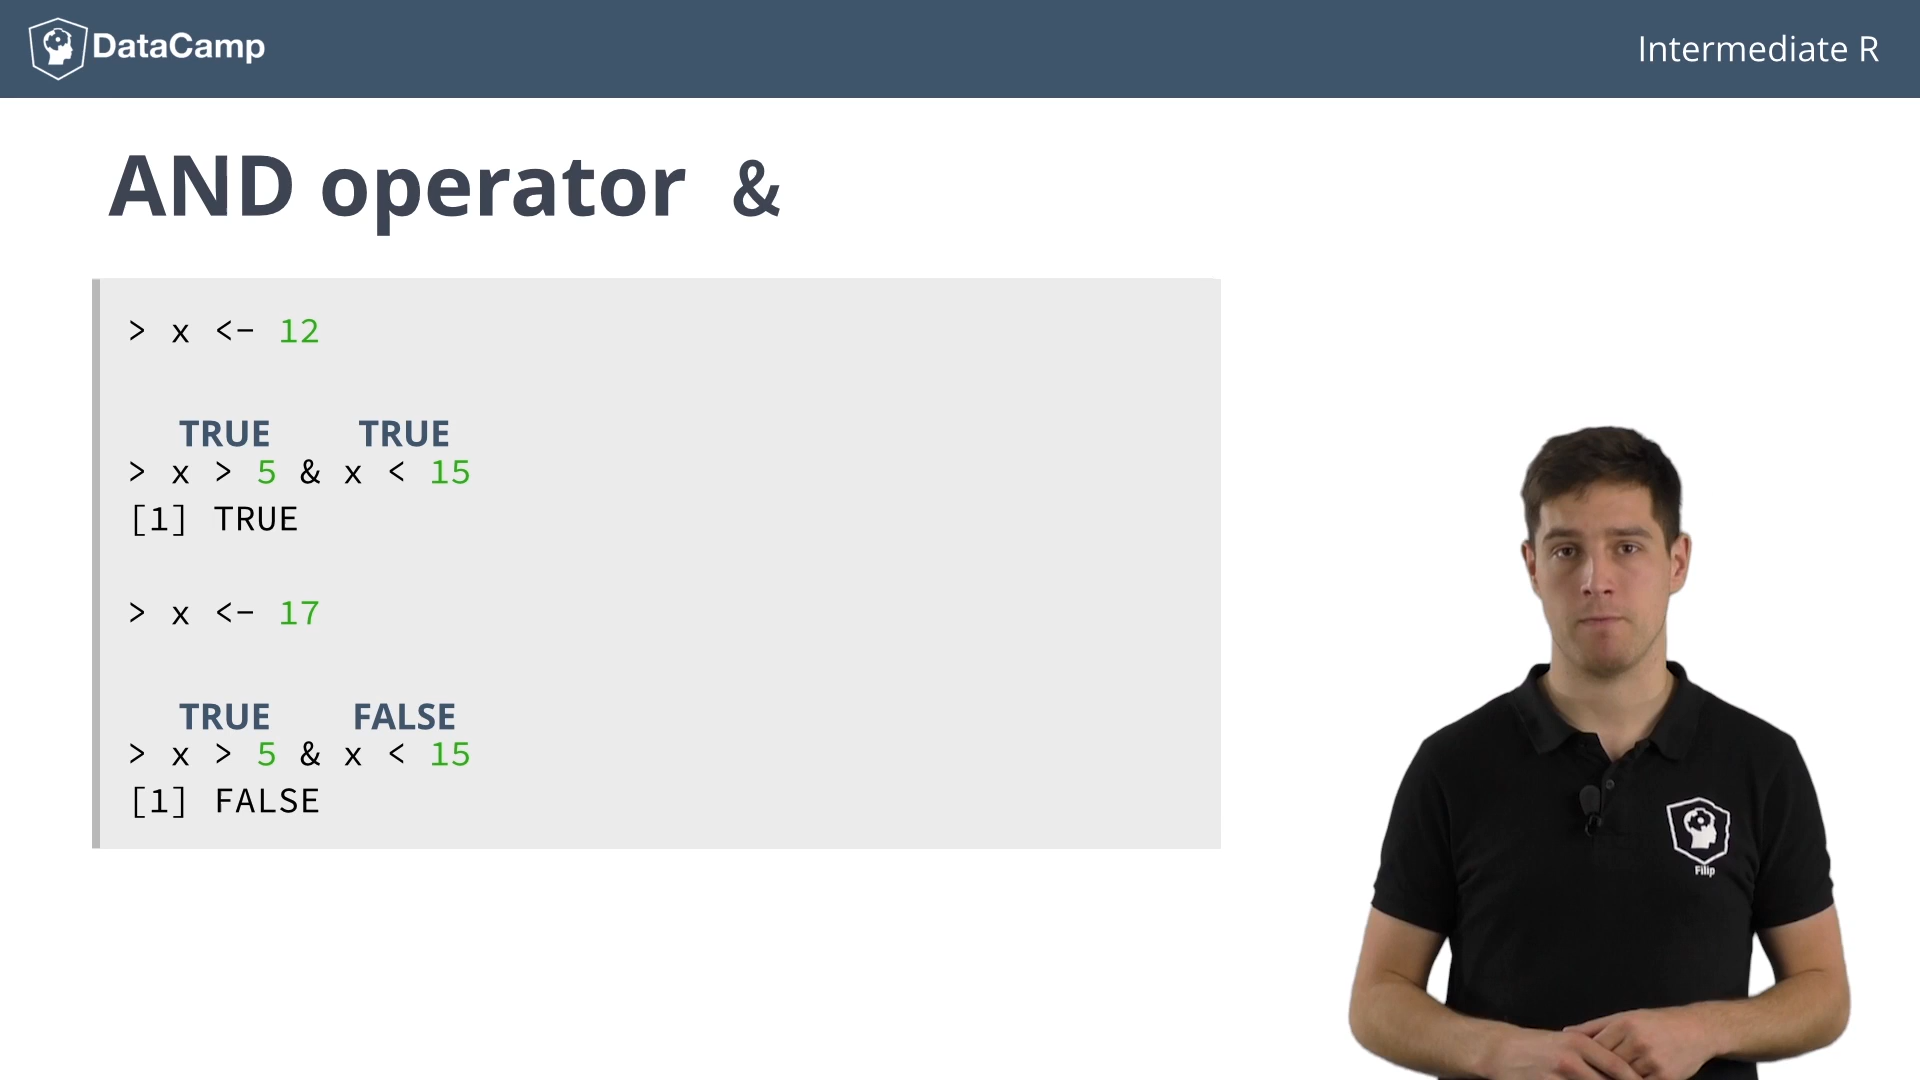 DataCamp
Intermediate R
AND operator &
> x <- 12
TRUE TRUE
> x > 5 & x < 15
[1] TRUE
> x <- 17
TRUE FALSE
> x > 5 & x < 15
[1] FALSE
Filip